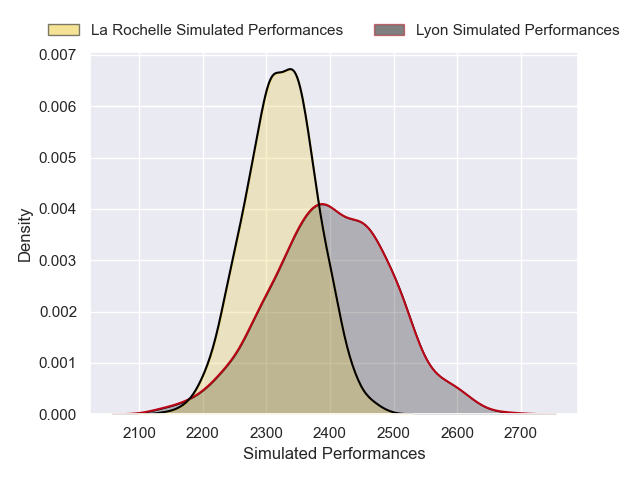 La Rochelle Simulated Performances Lyon Simulated Performances
0.007
0.006
0.005
0.004
0.003
0.002
0.001
0.000
Density
2100 2200 2300 2400 2500 2600 2700
Simulated Performances